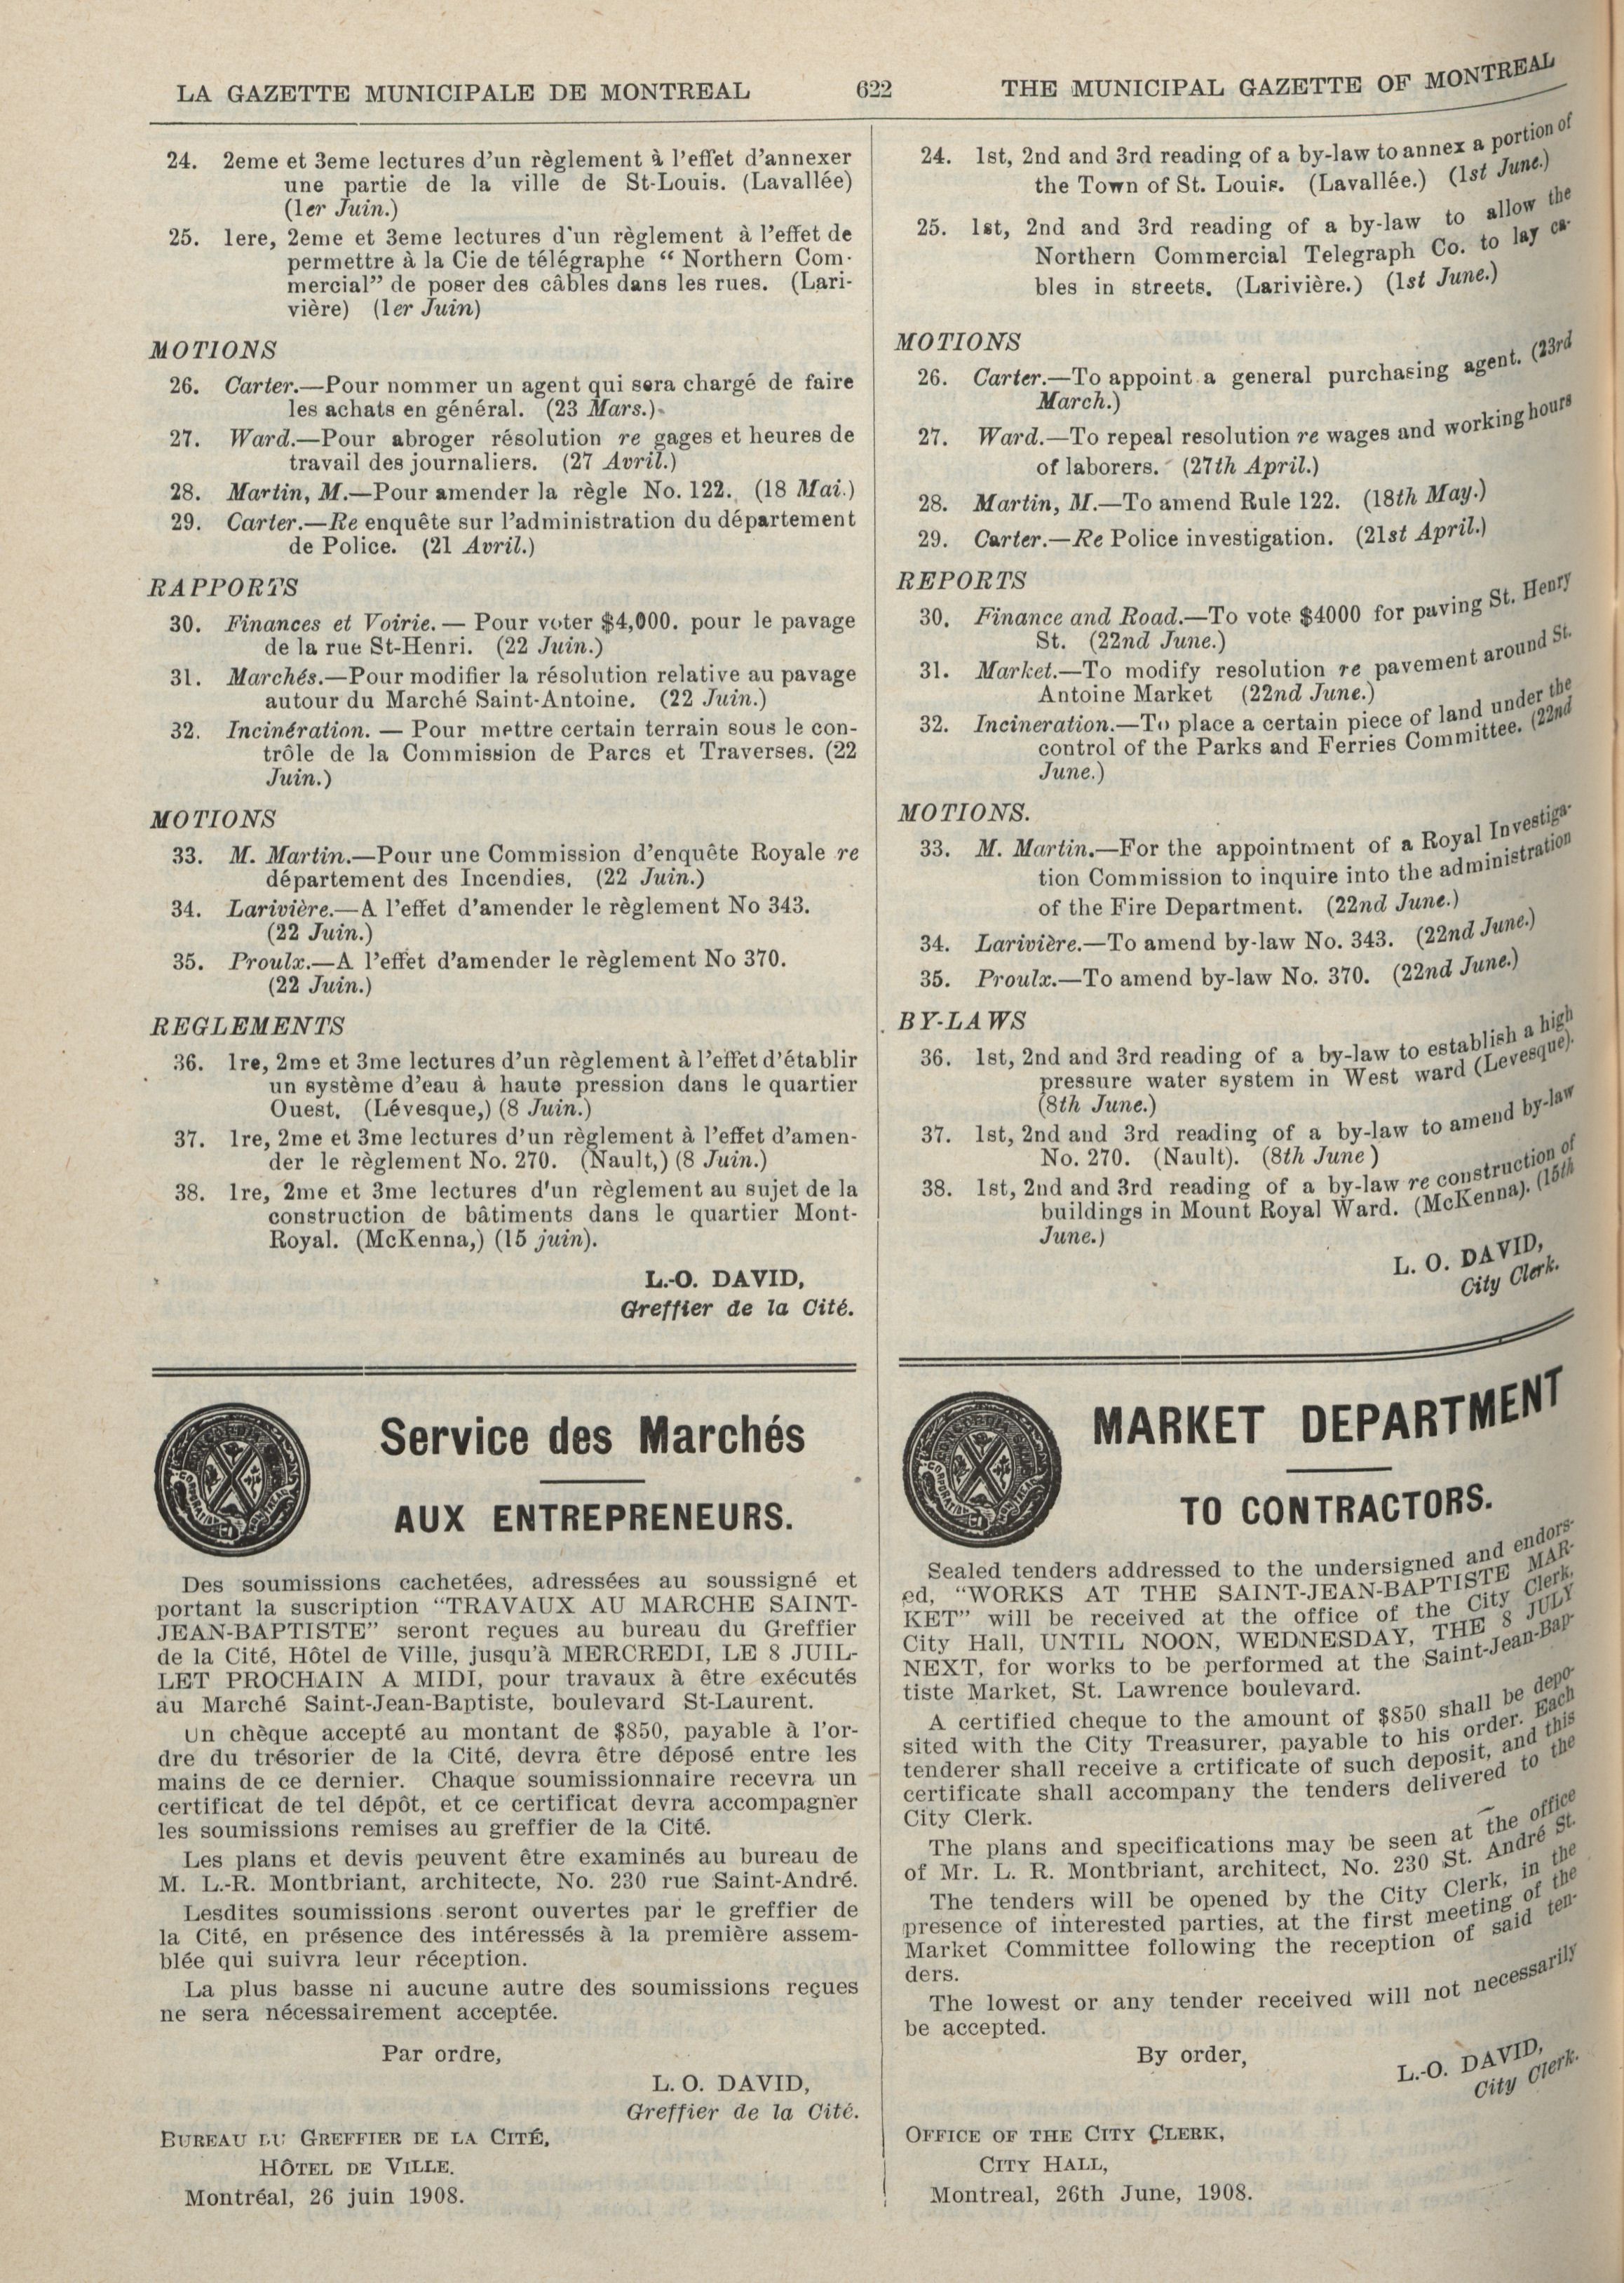 LA GAZETTE MUNICIPALE DE MONTREAL 622 THE MUNICIPAL GAZETTE OF MONTREAL
24. 2eme et 3eme lectures d'un règlement à l'effet d'annexer
une partie de la ville de St-Louis. (Lavallée)
(1er Juin.)
25. 1ere, 2eme et 3eme lectures d'un règlement à l'effet de
permettre à la Cie de télégraphe " Northern Com-
mercial" de poser des câbles dans les rues. (Lari-
vière) (1er Juin)
MOTIONS
26. Carter.—Pour nommer un agent qui sera chargé de faire
les achats en général. (23 Mars.)
27. Ward.—Pour abroger résolution re gages et heures de
travail des journaliers. (27 Avril.)
28. Martin, M.—Pour amender la règle No. 122. (18 Mai.)
29. Carter.—Re enquête sur l'administration du département
de Police. (21 Avril.)
RAPPORTS
30. Finances et Voirie. — Pour voter $4,000. pour le pavage
de la rue St-Henri. (22 Juin.)
31. Marchés.—Pour modifier la résolution relative au pavage
autour du Marché Saint-Antoine. (22 Juin.)
32. Incinération. — Pour mettre certain terrain sous le con-
trôle de la Commission de Parcs et Traverses. (22
Juin.)
MOTIONS
33. M. Martin.—Pour une Commission d'enquête Royale re
département des Incendies. (22 Juin.)
34. Larivière.—A l'effet d'amender le règlement No 343.
(22 Juin.)
35. Proulx.—A l'effet d'amender le règlement No 370.
(22 Juin.)
REGLEMENTS
36. 1re, 2me et 3me lectures d'un règlement à l'effet d'établir
un système d'eau à haute pression dans le quartier
Ouest. (Lévesque,) (8 Juin.)
37. 1re, 2me et 3me lectures d'un règlement à l'effet d'amen-
der le règlement No. 270. (Nault,) (8 Juin.)
38. 1re, 2me et 3me lectures d'un règlement au sujet de la
construction de bâtiments dans le quartier Mont-
Royal. (McKenna,) (15 juin).
L.-O. DAVID,
Greffier de la Cité.
Service des Marchés
AUX ENTREPRENEURS.
Des soumissions cachetées, adressées au soussigné et
portant la suscription "TRAVAUX AU MARCHE SAINT-
JEAN-BAPTISTE" seront reçues au bureau du Greffier
de la Cité, Hôtel de Ville, jusqu'à MERCREDI, LE 8 JUIL-
LET PROCHAIN A MIDI, pour travaux à être exécutés
au Marché Saint-Jean-Baptiste, boulevard St-Laurent.
Un chèque accepté au montant de $850, payable à l'or-
dre du trésorier de la Cité, devra être déposé entre les
mains de ce dernier. Chaque soumissionnaire recevra un
certificat de tel dépôt, et ce certificat devra accompagner
les soumissions remises au greffier de la Cité.
Les plans et devis peuvent être examinés au bureau de
M. L.-R. Montbriant, architecte, No. 230 rue Saint-André.
Lesdites soumissions seront ouvertes par le greffier de
la Cité, en présence des intéressés à la première assem-
blée qui suivra leur réception.
La plus basse ni aucune autre des soumissions reçues
ne sera nécessairement acceptée.
Par ordre,
L. O. DAVID,
Greffier de la Cité.
BUREAU DU GREFFIER DE LA CITÉ,
HÔTEL DE VILLE.
Montréal, 26 juin 1908.
24. 1st, 2nd and 3rd reading of a by-law to annex a portion of
the Town of St. Louis. (Lavallée.) (1st June.)
25. 1st, 2nd and 3rd reading of a by-law to allow the
Northern Commercial Telegraph Co. to lay ca-
bles in streets. (Larivière.) (1st June.)
MOTIONS
26. Carter.—To appoint a general purchasing agent. (23rd
March.)
27. Ward.—To repeal resolution re wages and working hours
of laborers. (27th April.)
28. Martin, M.—To amend Rule 122. (18th May.)
29. Carter.—Re Police investigation. (21st April.)
REPORTS
30. Finance and Road.—To vote $4000 for paving St. Henry
St. (22nd June.)
31. Market.—To modify resolution re pavement around St.
Antoine Market (22nd June.)
32. Incineration.—To place a certain piece of land under the
control of the Parks and Ferries Committee. (22nd
June.)
MOTIONS.
33. M. Martin.—For the appointment of a Royal Investiga-
tion Commission to inquire into the administration
of the Fire Department. (22nd June.)
34. Larivière.—To amend by-law No. 343. (22nd June.)
35. Proulx.—To amend by-law No. 370. (22nd June.)
BY-LAWS
36. 1st, 2nd and 3rd reading of a by-law to establish a high
pressure water system in West ward (Levesque).
(8th June.)
37. 1st, 2nd and 3rd reading of a by-law to amend by-law
No. 270. (Nault). (8th June )
38. 1st, 2nd and 3rd reading of a by-law re construction of
buildings in Mount Royal Ward. (McKenna). (15th
June.)
L. O. DAVID,
City Clerk.
MARKET DEPARTMENT
TO CONTRACTORS.
Sealed tenders addressed to the undersigned and endors-
ed, "WORKS AT THE SAINT-JEAN-BAPTISTE MAR-
KET" will be received at the office of the City Clerk,
City Hall, UNTIL NOON, WEDNESDAY, THE 8 JULY
NEXT, for works to be performed at the Saint-Jean-Bap-
tiste Market, St. Lawrence boulevard.
A certified cheque to the amount of $850 shall be depo-
sited with the City Treasurer, payable to his order. Each
tenderer shall receive a crtificate of such deposit, and this
certificate shall accompany the tenders delivered to the
City Clerk.
The plans and specifications may be seen at the office
of Mr. L. R. Montbriant, architect, No. 230 St. André St.
The tenders will be opened by the City Clerk, in the
presence of interested parties, at the first meeting of the
Market Committee following the reception of said ten-
ders.
The lowest or any tender received will not necessarily
be accepted.
By order,
L.-O. DAVID,
City Clerk.
OFFICE OF THE CITY CLERK,
CITY HALL,
Montreal, 26th June, 1908.